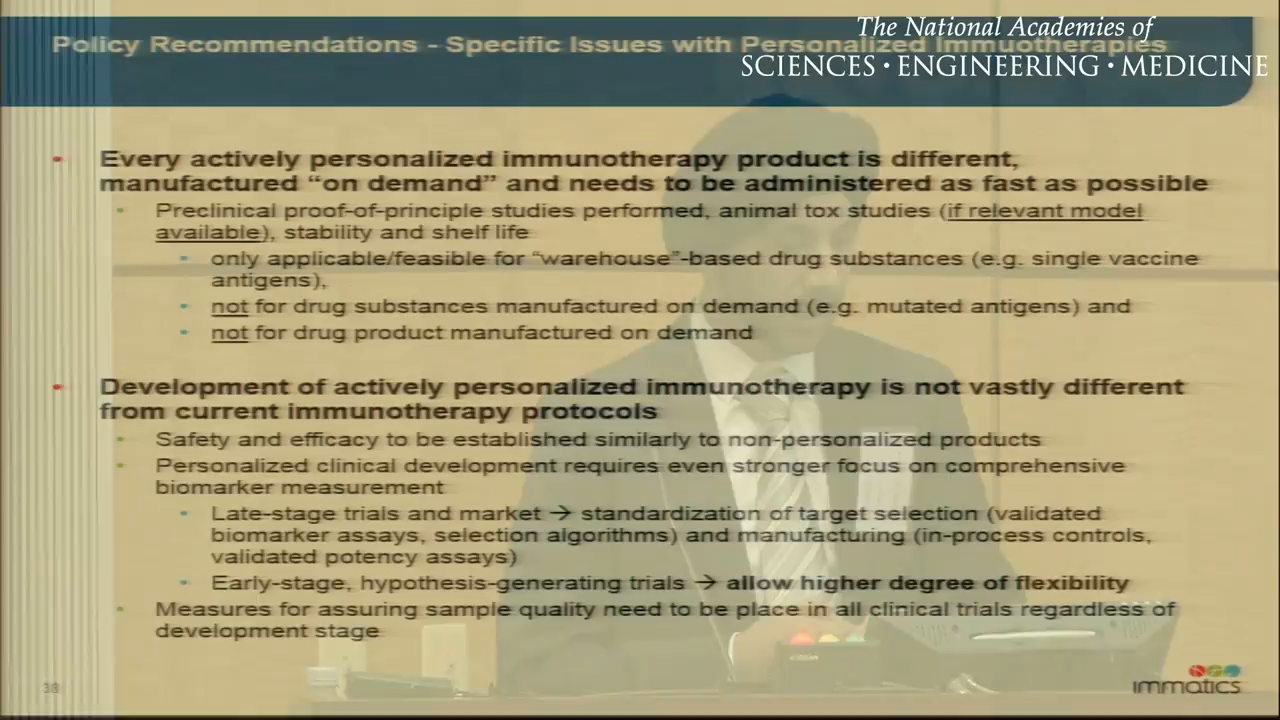 The National Academies of
SCIENCES • ENGINEERING • MEDICINE
Policy Recommendations - Specific Issues with Personalized Immuotherapies
• Every actively personalized immunotherapy product is different,
manufactured “on demand” and needs to be administered as fast as possible
• Preclinical proof-of-principle studies performed, animal tox studies (if relevant model
available), stability and shelf life
• only applicable/feasible for “warehouse”-based drug substances (e.g. single vaccine
antigens),
• not for drug substances manufactured on demand (e.g. mutated antigens) and
• not for drug product manufactured on demand
• Development of actively personalized immunotherapy is not vastly different
from current immunotherapy protocols
• Safety and efficacy to be established similarly to non-personalized products
• Personalized clinical development requires even stronger focus on comprehensive
biomarker measurement
• Late-stage trials and market → standardization of target selection (validated
biomarker assays, selection algorithms) and manufacturing (in-process controls,
validated potency assays)
• Early-stage, hypothesis-generating trials → allow higher degree of flexibility
• Measures for assuring sample quality need to be place in all clinical trials regardless of
development stage
38
immatics